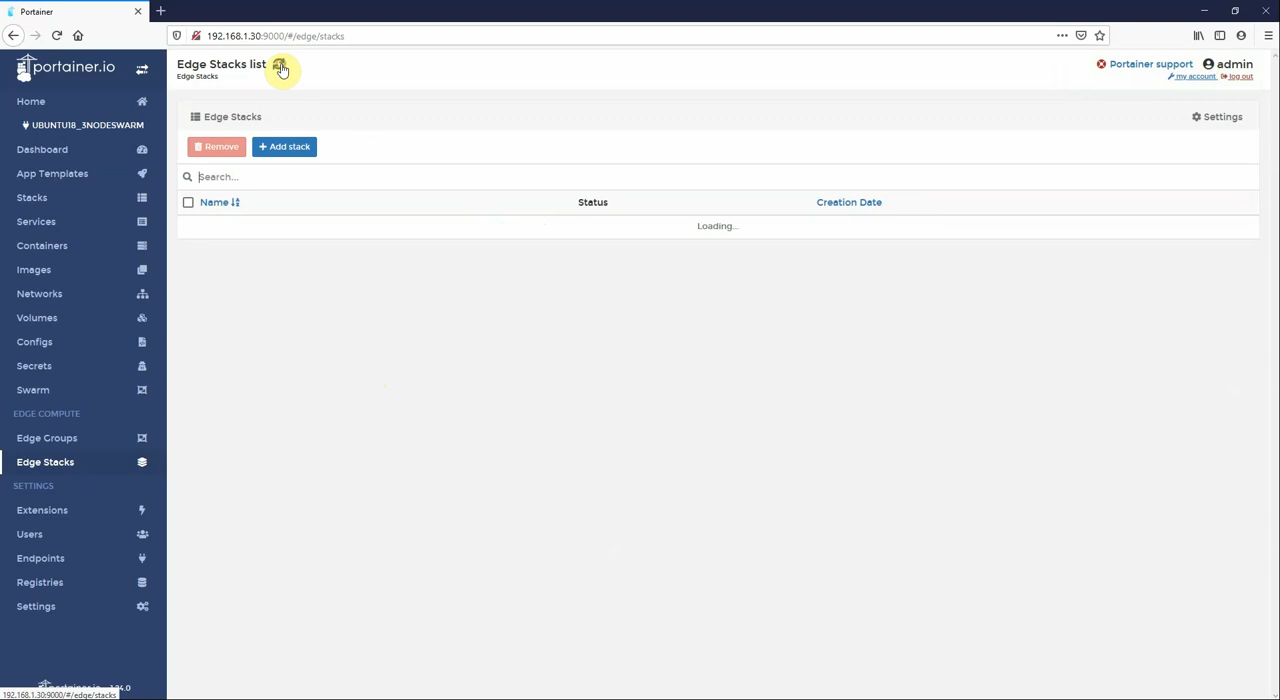 Portainer
192.168.1.30:9000/#/edge/stacks
portainer.io
Home
UBUNTU18_3NODESWARM
Dashboard
App Templates
Stacks
Services
Containers
Images
Networks
Volumes
Configs
Secrets
Swarm
EDGE COMPUTE
Edge Groups
Edge Stacks
SETTINGS
Extensions
Users
Endpoints
Registries
Settings
Edge Stacks list
Edge Stacks
Portainer support admin
my account log out
Edge Stacks
Settings
Remove
+ Add stack
Search...
Name
Status
Creation Date
Loading...
192.168.1.30:9000/#/edge/stacks